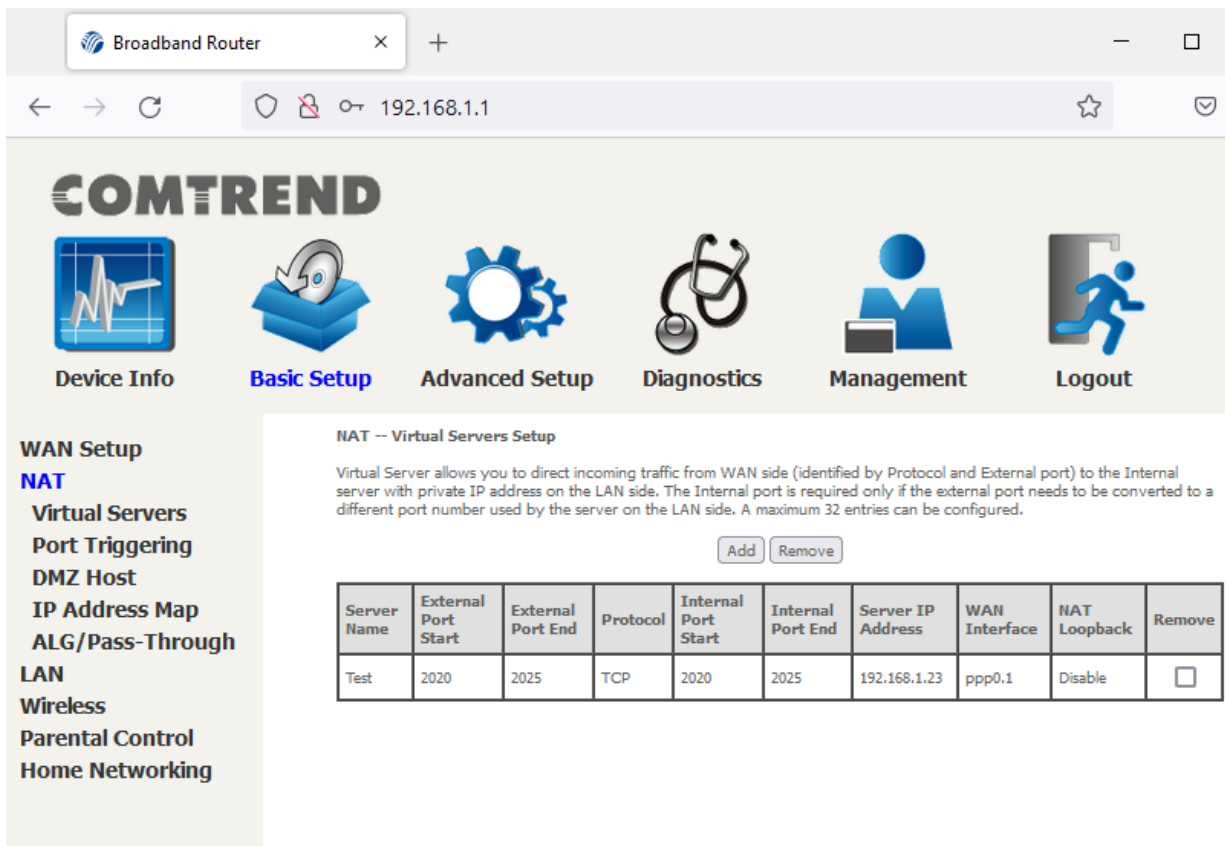 Broadband Router
192.168.1.1
COMTREND
Device Info
Basic Setup
Advanced Setup
Diagnostics
Management
Logout
WAN Setup
NAT
Virtual Servers
Port Triggering
DMZ Host
IP Address Map
ALG/Pass-Through
LAN
Wireless
Parental Control
Home Networking
NAT -- Virtual Servers Setup
Virtual Server allows you to direct incoming traffic from WAN side (identified by Protocol and External port) to the Internal
server with private IP address on the LAN side. The Internal port is required only if the external port needs to be converted to a
different port number used by the server on the LAN side. A maximum 32 entries can be configured.
Add Remove
Server Name External Port Start External Port End Protocol Internal Port Start Internal Port End Server IP Address WAN Interface NAT Loopback Remove
Test 2020 2025 TCP 2020 2025 192.168.1.23 ppp0.1 Disable